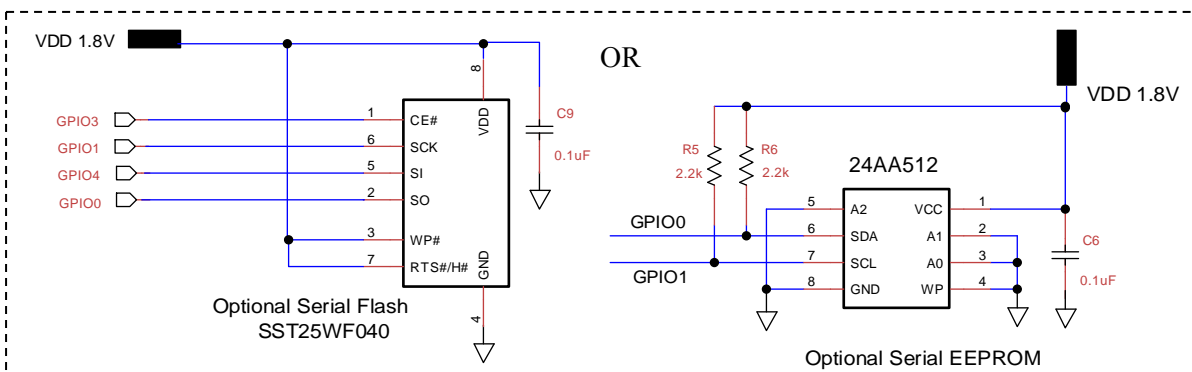 VDD 1.8V
OR
VDD 1.8V
8
C9
0.1uF
GPIO3
1
CE#
VDD
GPIO1
6
SCK
GPIO4
5
SI
GPIO0
2
SO
3
WP#
7
RTS#/H#
GND
4
Optional Serial Flash
SST25WF040
R5
2.2k
R6
2.2k
24AA512
GPIO0
GPIO1
5
A2
VCC
1
6
SDA
A1
2
7
SCL
A0
3
8
GND
WP
4
C6
0.1uF
Optional Serial EEPROM